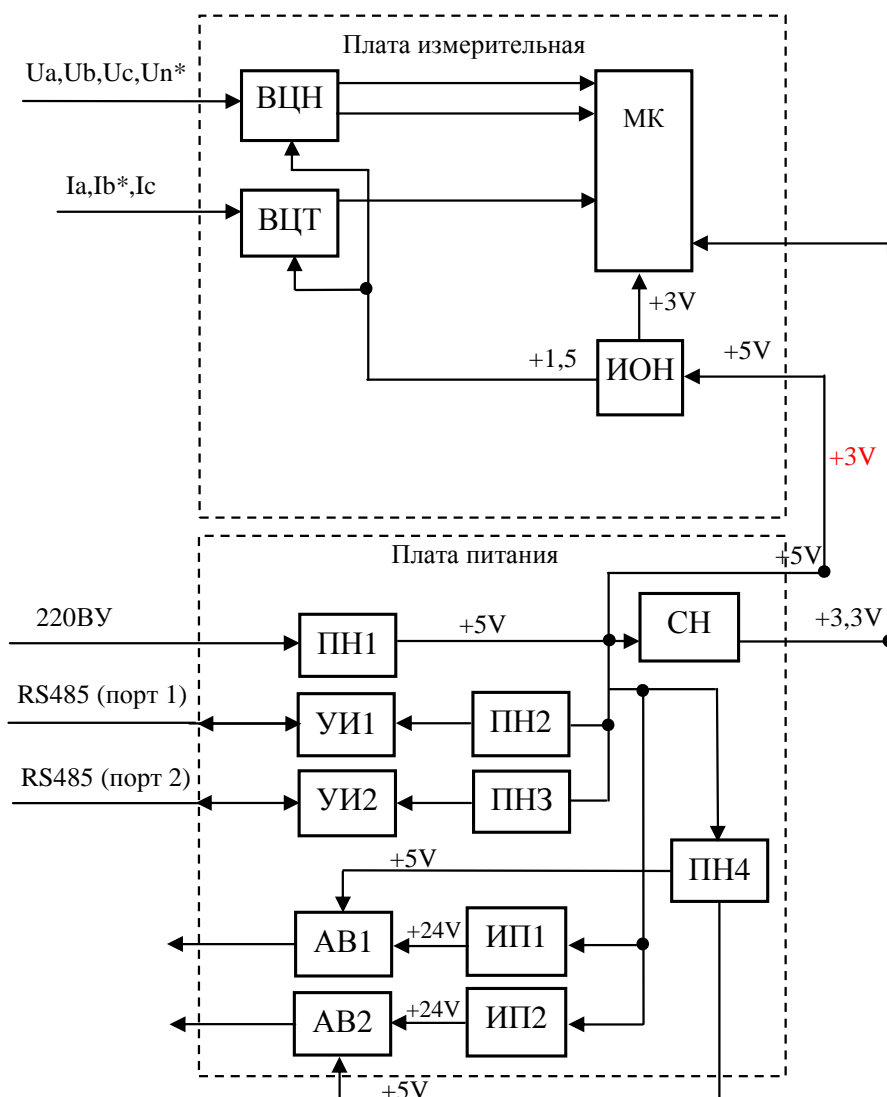 Плата измерительная
Ua,Ub,Uc,Un*
ВЦН
МК
Ia,Ib*,Ic
ВЦТ
+3V
+1,5
ИОН
+5V
+3V
Плата питания
+5V
220ВУ
ПН1
+5V
СН
+3,3V
RS485 (порт 1)
УИ1
ПН2
RS485 (порт 2)
УИ2
ПН3
+5V
ПН4
АВ1
+24V
ИП1
АВ2
+24V
ИП2
+5V